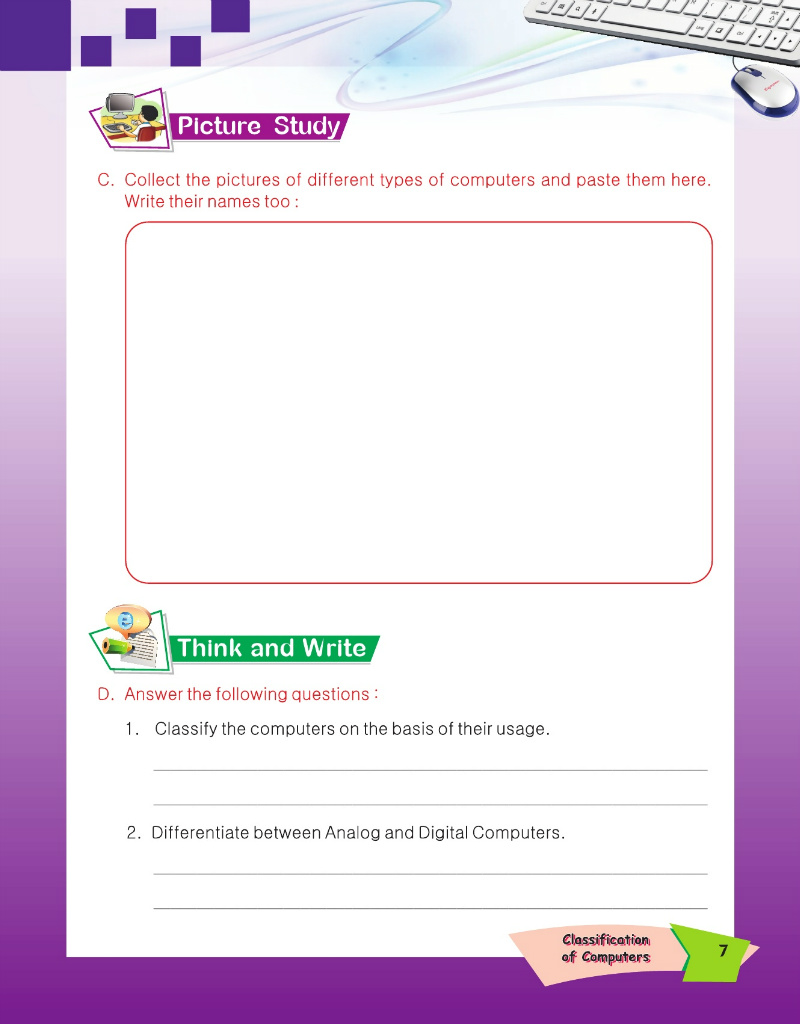 Picture Study
C. Collect the pictures of different types of computers and paste them here.
Write their names too :
Think and Write
D. Answer the following questions :
1. Classify the computers on the basis of their usage.
2. Differentiate between Analog and Digital Computers.
Classification
of Computers
7